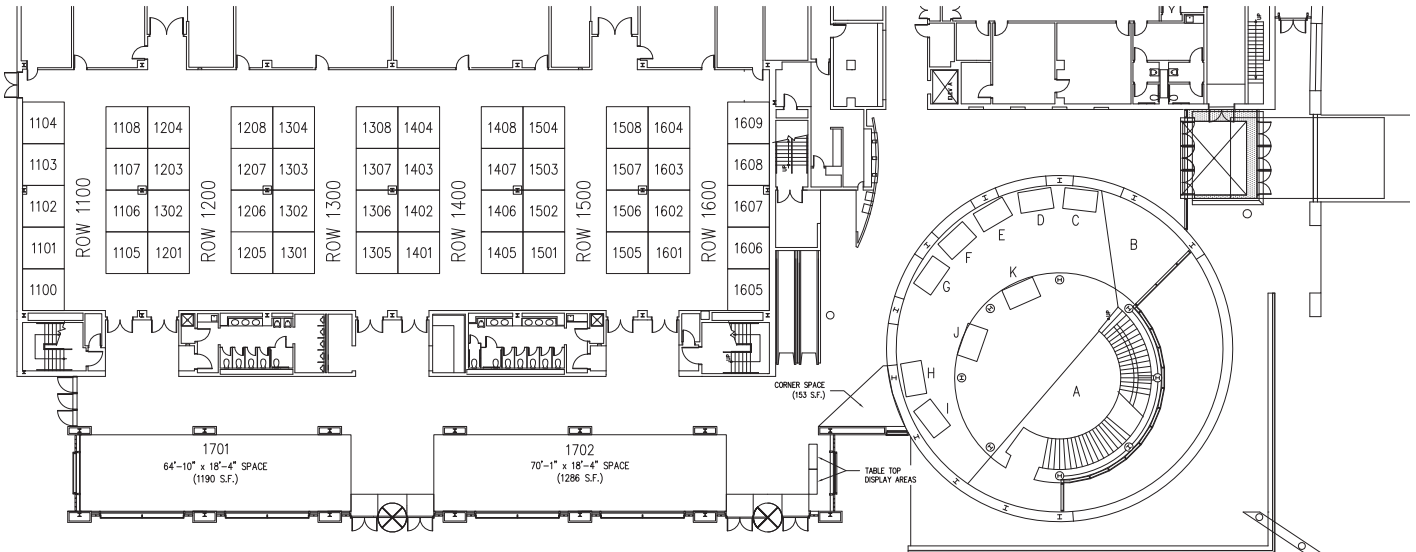 Y
1104
1108 1204
1208 1304
1308 1404
1408 1504
1508 1604
1609
1103
1107 1203
1207 1303
1307 1403
1407 1503
1507 1603
1608
1102
1106 1302
1206 1302
1306 1402
1406 1502
1506 1602
1607
1101
1105 1201
1205 1301
1305 1401
1405 1501
1505 1601
1606
1100
1605
ROW 1100
ROW 1200
ROW 1300
ROW 1400
ROW 1500
ROW 1600
A
B
C
D
E
F
G
H
I
J
K
CORNER SPACE
(153 S.F.)
1701
64'-10" x 18'-4" SPACE
(1190 S.F.)
1702
70'-1" x 18'-4" SPACE
(1286 S.F.)
TABLE TOP
DISPLAY AREAS